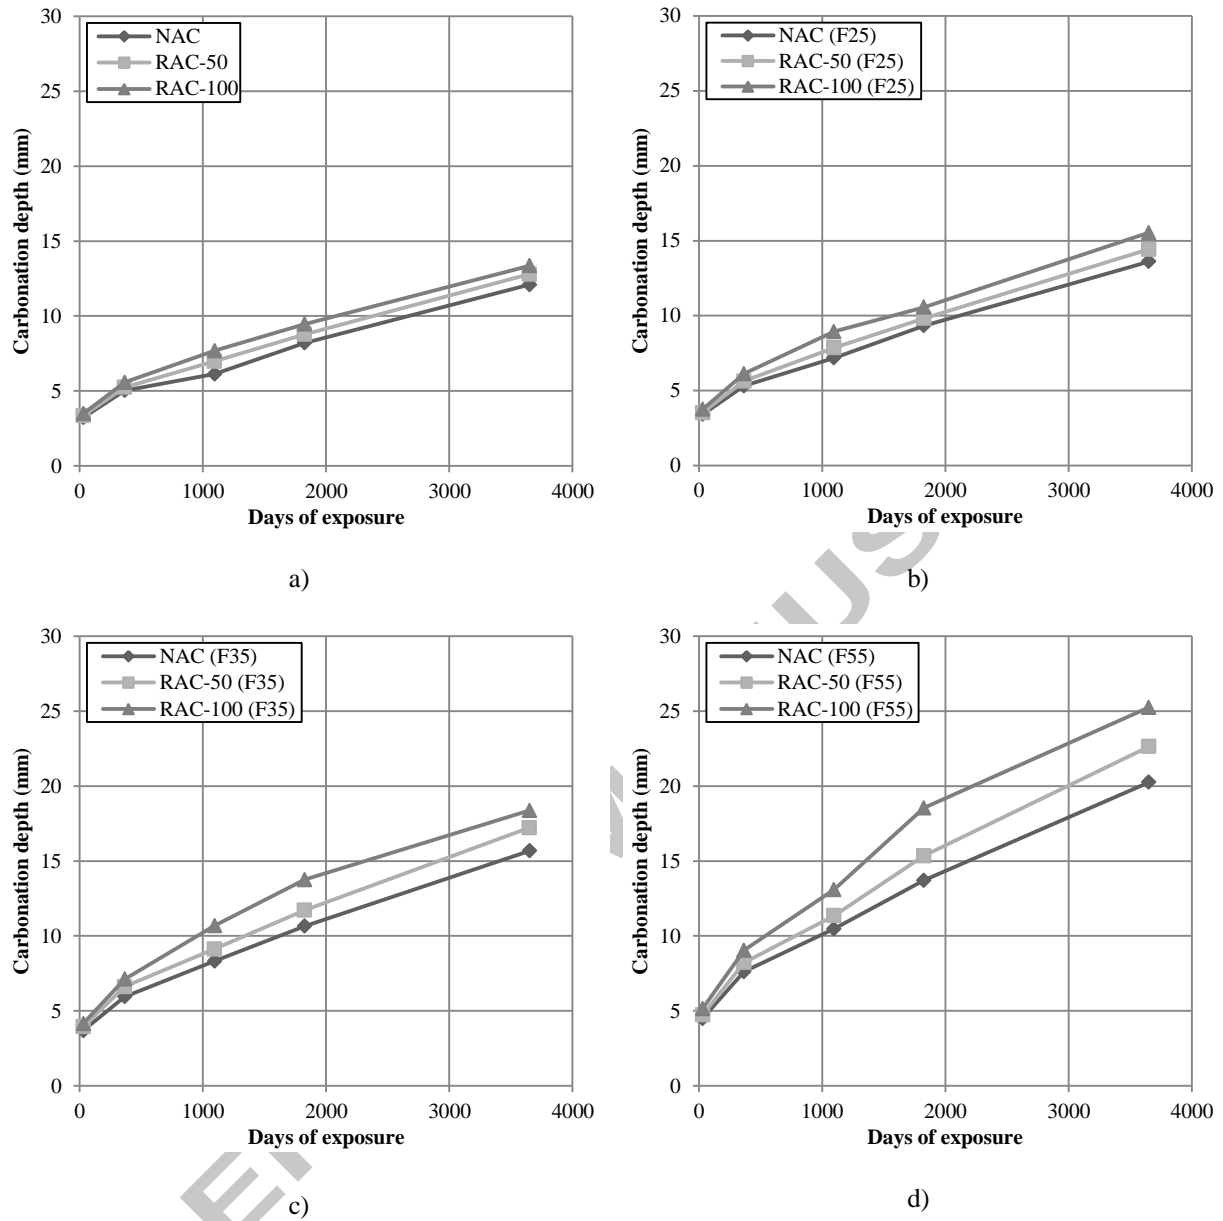 30
25
20
15
10
5
0
Carbonation depth (mm)
NAC
RAC-50
RAC-100
0 1000 2000 3000 4000
Days of exposure
a)
30
25
20
15
10
5
0
Carbonation depth (mm)
NAC (F25)
RAC-50 (F25)
RAC-100 (F25)
0 1000 2000 3000 4000
Days of exposure
b)
30
25
20
15
10
5
0
Carbonation depth (mm)
NAC (F35)
RAC-50 (F35)
RAC-100 (F35)
0 1000 2000 3000 4000
Days of exposure
c)
30
25
20
15
10
5
0
Carbonation depth (mm)
NAC (F55)
RAC-50 (F55)
RAC-100 (F55)
0 1000 2000 3000 4000
Days of exposure
d)